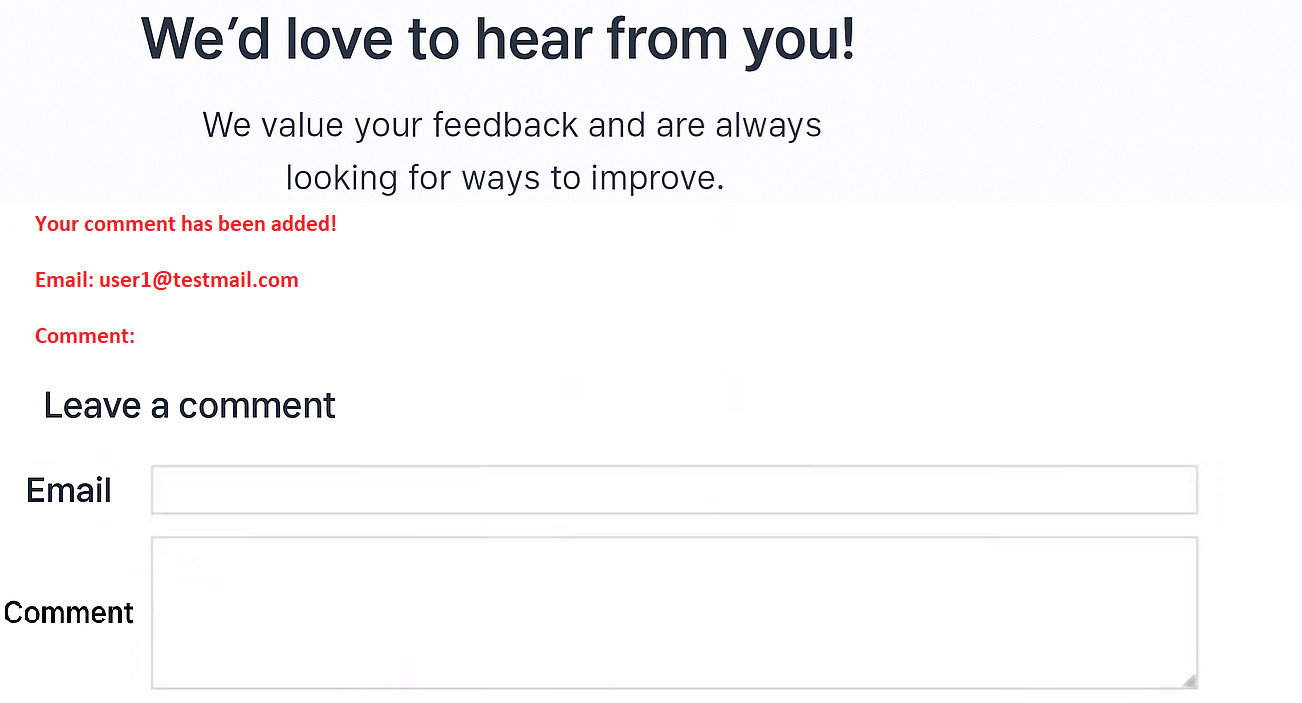 We’d love to hear from you!
We value your feedback and are always
looking for ways to improve.
Your comment has been added!
Email: user1@testmail.com
Comment:
Leave a comment
Email
Comment